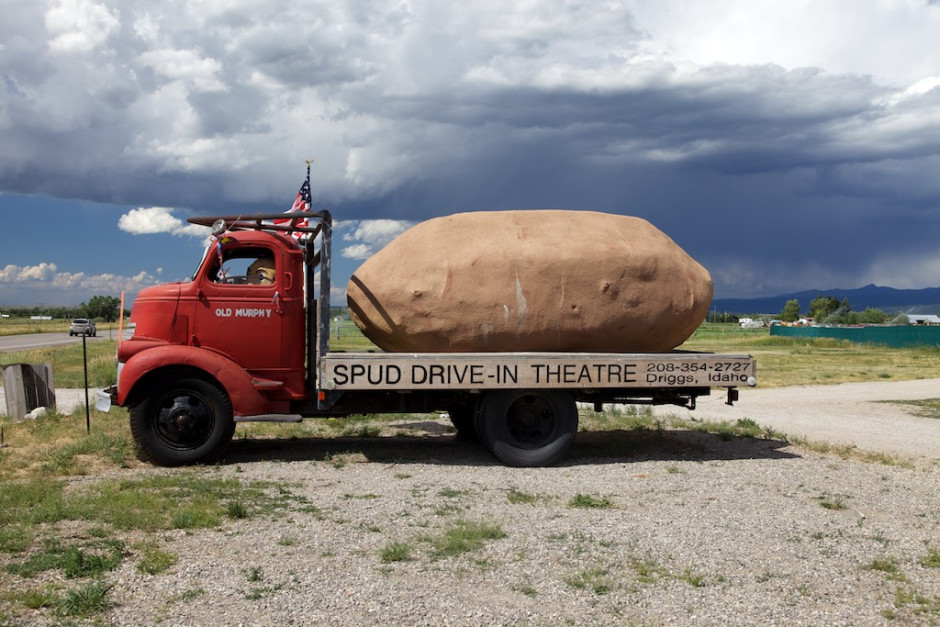 OLD MURPHY
SPUD DRIVE-IN THEATRE
208-354-2727
Driggs, Idaho